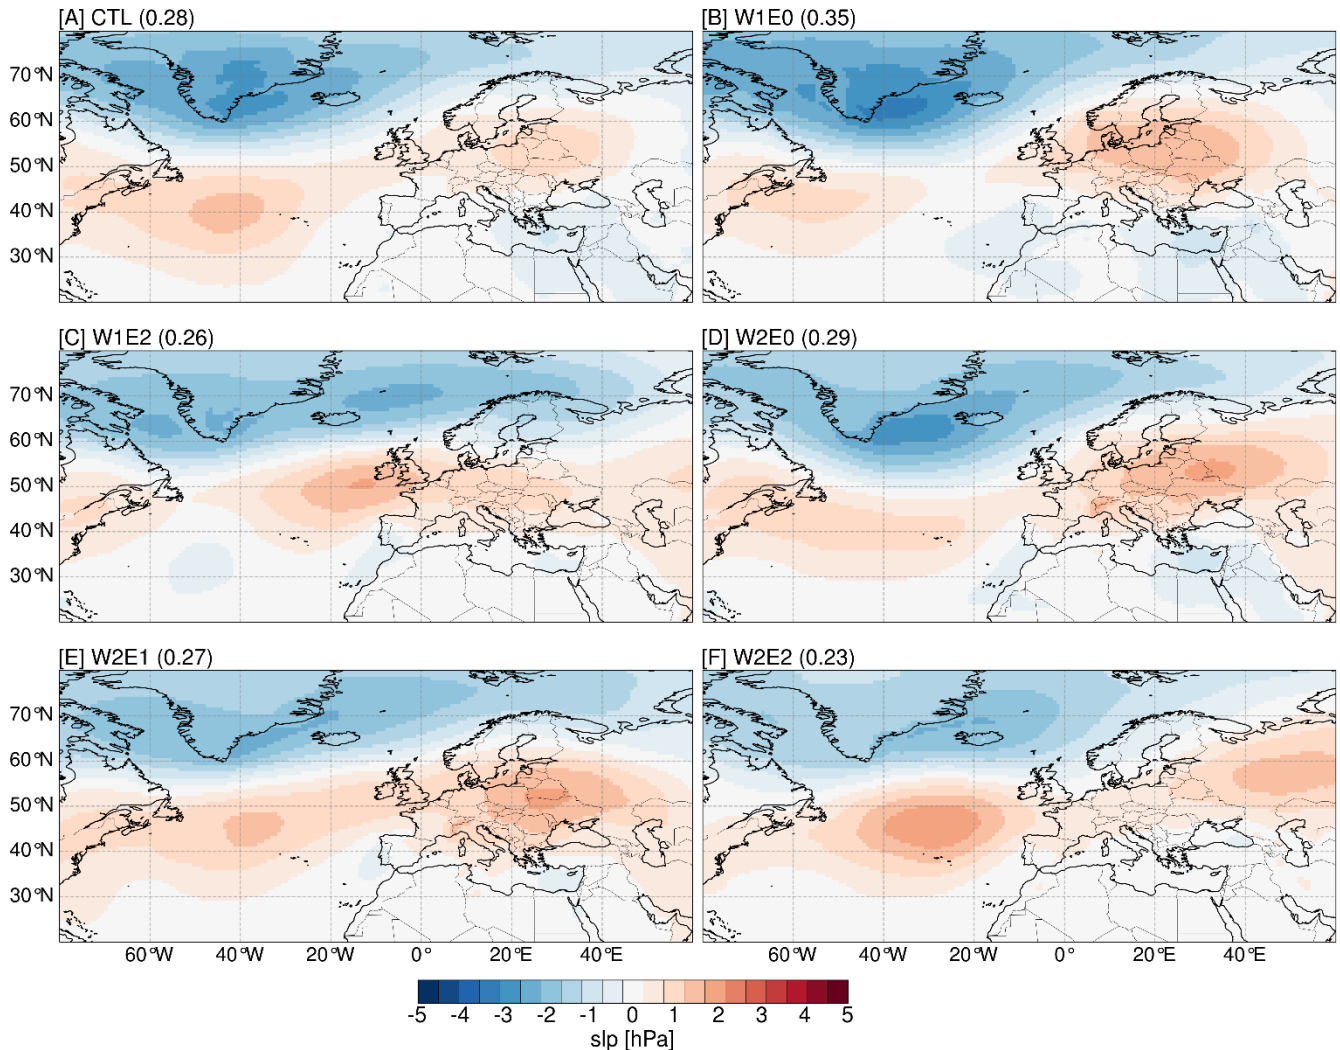 [A] CTL (0.28)
[B] W1E0 (0.35)
70°N
60°N
50°N
40°N
30°N
[C] W1E2 (0.26)
[D] W2E0 (0.29)
70°N
60°N
50°N
40°N
30°N
[E] W2E1 (0.27)
[F] W2E2 (0.23)
70°N
60°N
50°N
40°N
30°N
60°W 40°W 20°W 0° 20°E 40°E
60°W 40°W 20°W 0° 20°E 40°E
-5 -4 -3 -2 -1 0 1 2 3 4 5
slp [hPa]